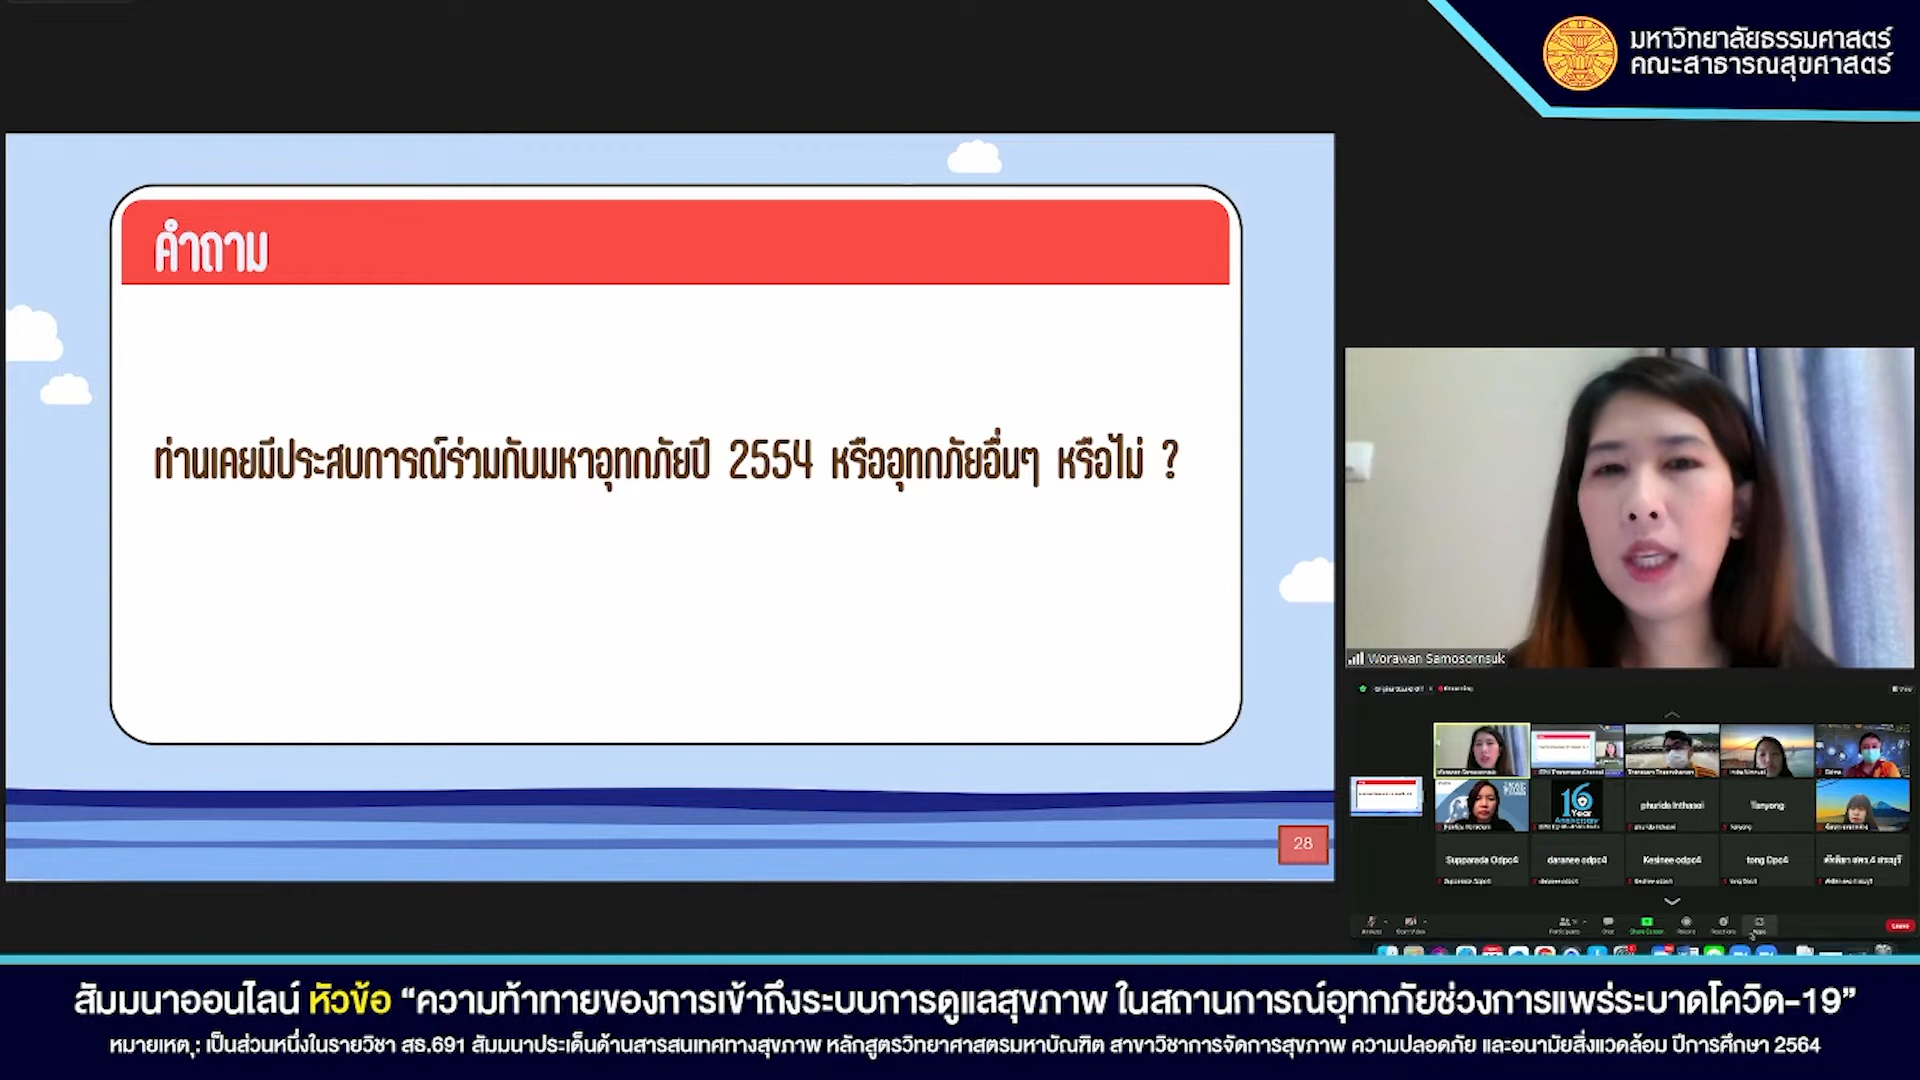 มหาวิทยาลัยธรรมศาสตร์
คณะสาธารณสุขศาสตร์
คำถาม
ท่านเคยมีประสบการณ์ร่วมกับมหาอุทกภัยปี 2554 หรืออุทกภัยอื่นๆ หรือไม่ ?
28
Worawan Samosornsuk
16
Year
Anniversary
phurida Inthasoi
Tanyong
Supparada Odpc4
daranee odpc4
Kesinee odpc4
tong Dpc4
สัมมนาออนไลน์ หัวข้อ “ความท้าทายของการเข้าถึงระบบการดูแลสุขภาพ ในสถานการณ์อุทกภัยช่วงการแพร่ระบาดโควิด-19”
หมายเหตุ : เป็นส่วนหนึ่งในรายวิชา สธ.691 สัมมนาประเด็นด้านสารสนเทศทางสุขภาพ หลักสูตรวิทยาศาสตรมหาบัณฑิต สาขาวิชาการจัดการสุขภาพ ความปลอดภัย และอนามัยสิ่งแวดล้อม ปีการศึกษา 2564